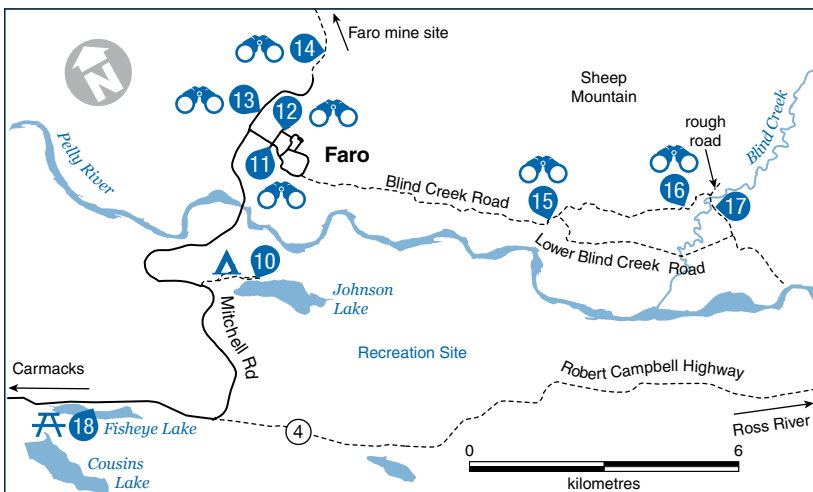 Faro mine site
14
N
Sheep
Mountain
13
12
rough
road
Blind Creek
Pelly River
11
Faro
Blind Creek Road
15
16
17
Lower Blind Creek Road
10
Johnson
Lake
Mitchell Rd
Recreation Site
Carmacks
Robert Campbell Highway
Ross River
18
Fisheye Lake
4
Cousins
Lake
0
6
kilometres